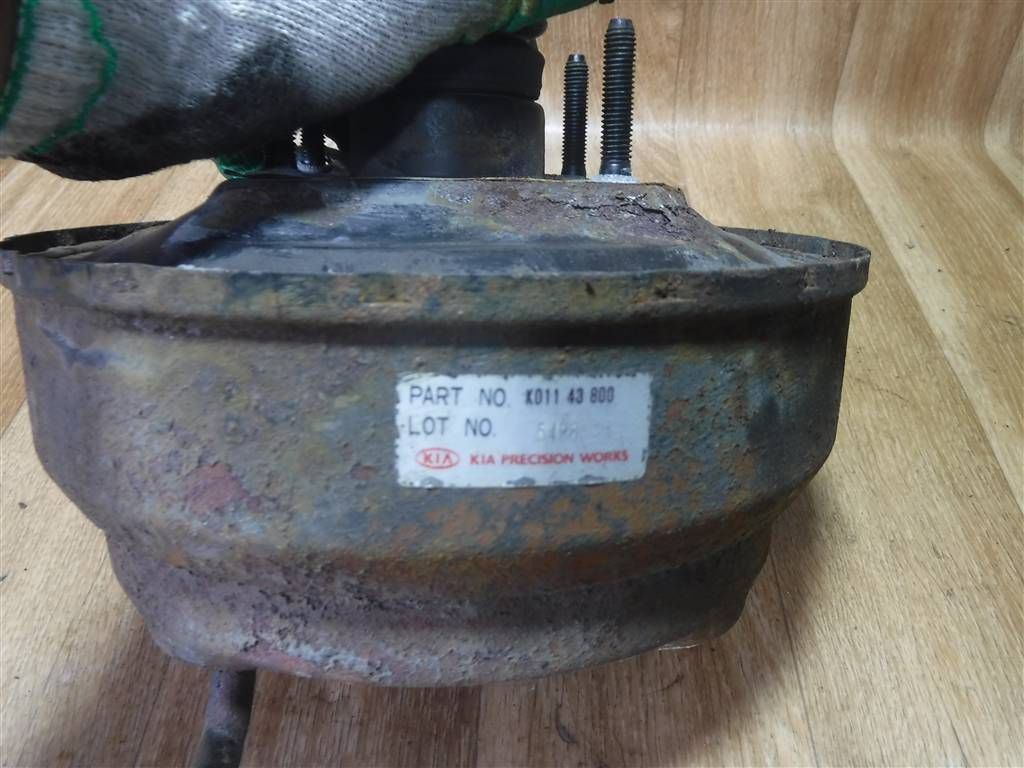 PART NO. K011 43 800
LOT NO.
KIA KIA PRECISION WORKS